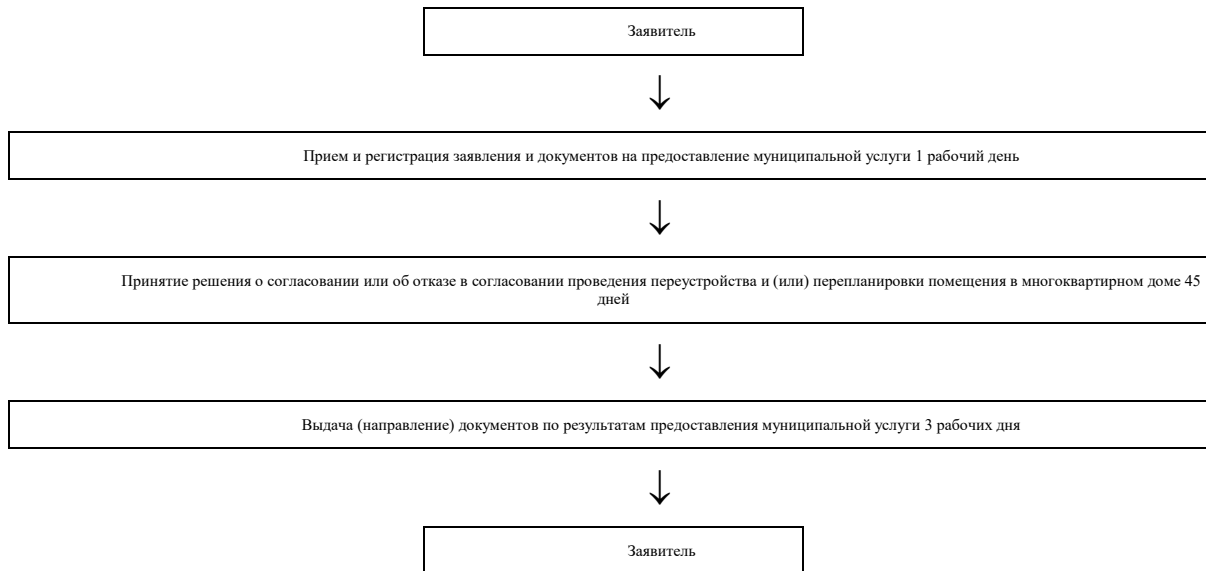 Заявитель
↓
Прием и регистрация заявления и документов на предоставление муниципальной услуги 1 рабочий день
↓
Принятие решения о согласовании или об отказе в согласовании проведения переустройства и (или) перепланировки помещения в многоквартирном доме 45
дней
↓
Выдача (направление) документов по результатам предоставления муниципальной услуги 3 рабочих дня
↓
Заявитель